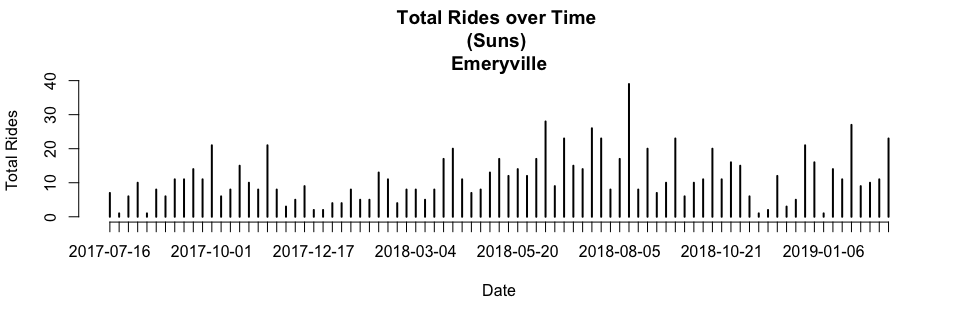 Total Rides over Time
(Suns)
Emeryville
Total Rides
40
30
20
10
0
2017-07-16 2017-10-01 2017-12-17 2018-03-04 2018-05-20 2018-08-05 2018-10-21 2019-01-06
Date